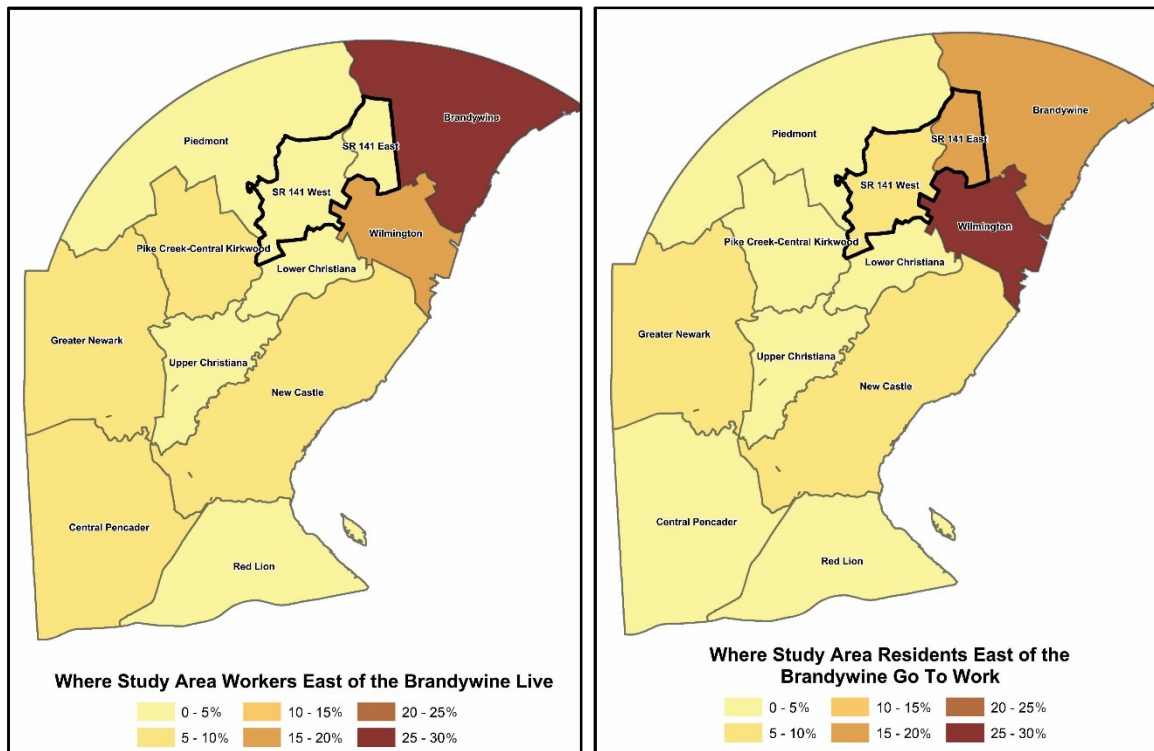 Brandywine
Piedmont
SR 141 East
SR 141 West
Wilmington
Pike Creek-Central Kirkwood
Lower Christiana
Greater Newark
Upper Christiana
New Castle
Central Pencader
Red Lion
Where Study Area Workers East of the Brandywine Live
0 - 5% 10 - 15% 20 - 25%
5 - 10% 15 - 20% 25 - 30%
Brandywine
Piedmont
SR 141 East
SR 141 West
Wilmington
Pike Creek-Central Kirkwood
Lower Christiana
Greater Newark
Upper Christiana
New Castle
Central Pencader
Red Lion
Where Study Area Residents East of the
Brandywine Go To Work
0 - 5% 10 - 15% 20 - 25%
5 - 10% 15 - 20% 25 - 30%